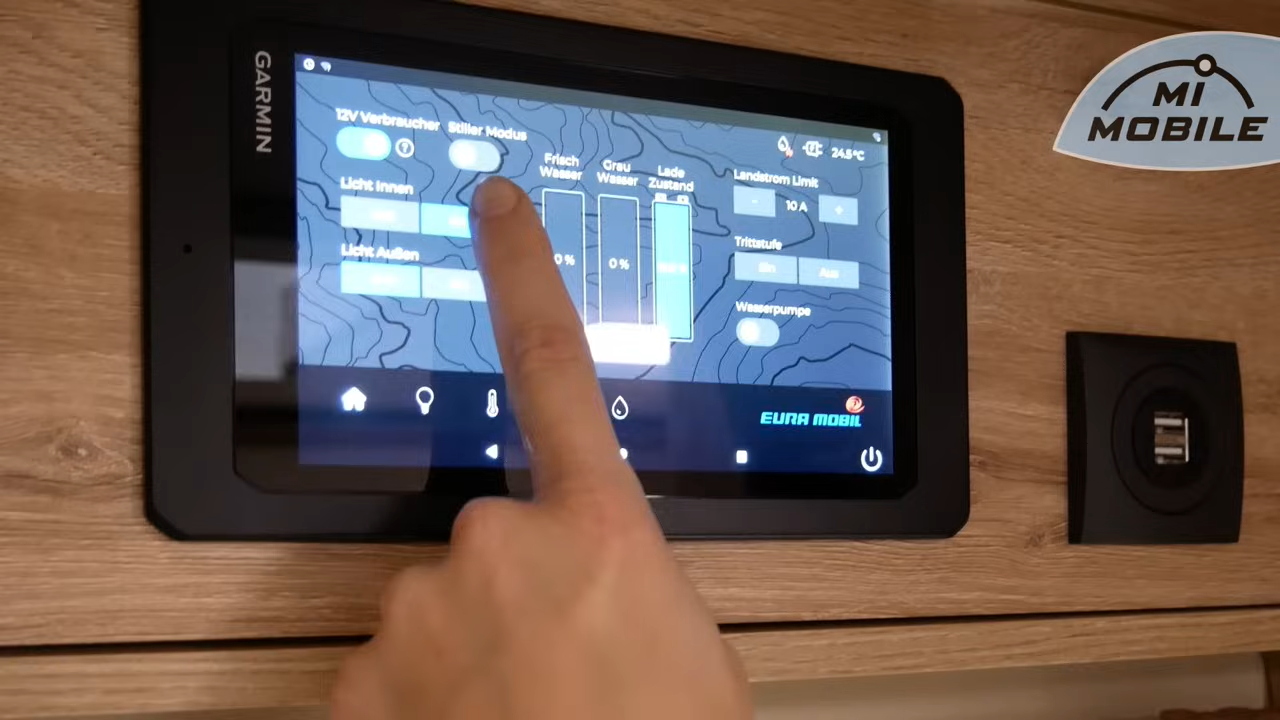 GARMIN
12V Verbraucher
Stiller Modus
Licht Innen
Licht Außen
Frisch
Wasser
Grau
Wasser
Lade
Zustand
0 %
0 %
24.5°C
Landstrom Limit
-
10 A
+
Trittstufe
Ein
Aus
Wasserpumpe
EURA MOBIL
MI
MOBILE